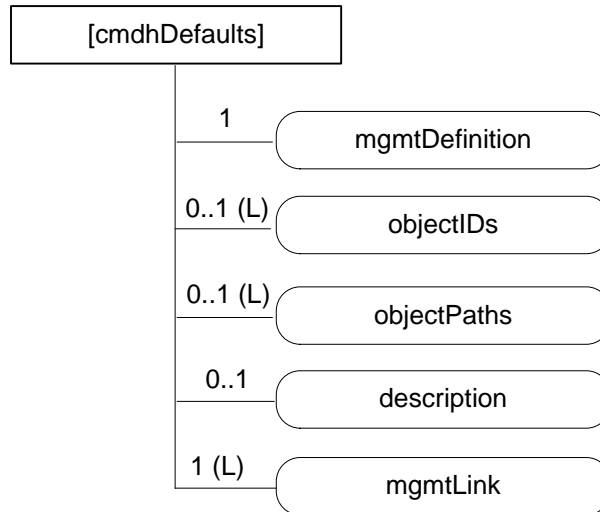 [cmdhDefaults]
1
mgmtDefinition
0..1 (L)
objectIDs
0..1 (L)
objectPaths
0..1
description
1 (L)
mgmtLink